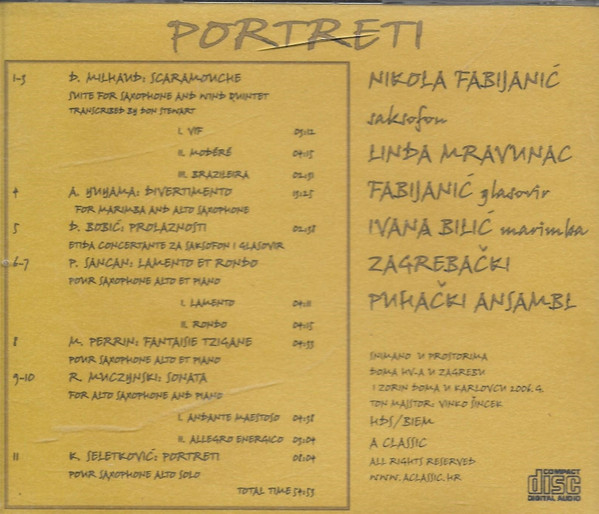 PORTRETI
1-3 D. MILHAUD: SCARAMOUCHE
SUITE FOR SAXOPHONE AND WIND QUINTET
TRANSCRIBED BY DON STEWART
I. VIF 03:12
II. MODÉRÉ 04:15
III. BRAZILEIRA 02:31
4 A. YUYAMA: DIVERTIMENTO 13:25
FOR MARIMBA AND ALTO SAXOPHONE
5 D. BOBIĆ: PROLAZNOSTI 02:38
ETIDA CONCERTANTE ZA SAKSOFON I GLASOVIR
6-7 P. SANCAN: LAMENTO ET RONDO
POUR SAXOPHONE ALTO ET PIANO
I. LAMENTO 04:11
II. RONDO 04:15
8 M. PERRIN: FANTAISIE TZIGANE 04:33
POUR SAXOPHONE ALTO ET PIANO
9-10 R. MUCZYNSKI: SONATA
FOR ALTO SAXOPHONE AND PIANO
I. ANDANTE MAESTOSO 04:38
II. ALLEGRO ENERGICO 03:04
11 K. SELETKOVIĆ: PORTRETI 08:04
POUR SAXOPHONE ALTO SOLO
TOTAL TIME 54:33
NIKOLA FABIJANIĆ
saksofon
LINDA MRAVUNAC
FABIJANIĆ glasovir
IVANA BILIĆ marimba
ZAGREBAČKI
PUHAČKI ANSAMBL
SNIMANO U PROSTORIMA
DOMA HV-A U ZAGREBU
I ZORIN DOMA U KARLOVCU 2006.G.
TON MAJSTOR: VINKO ŠINCEK
HDS/BIEM
A CLASSIC
ALL RIGHTS RESERVED
WWW.ACLASSIC.HR
COMPACT
disc
DIGITAL AUDIO